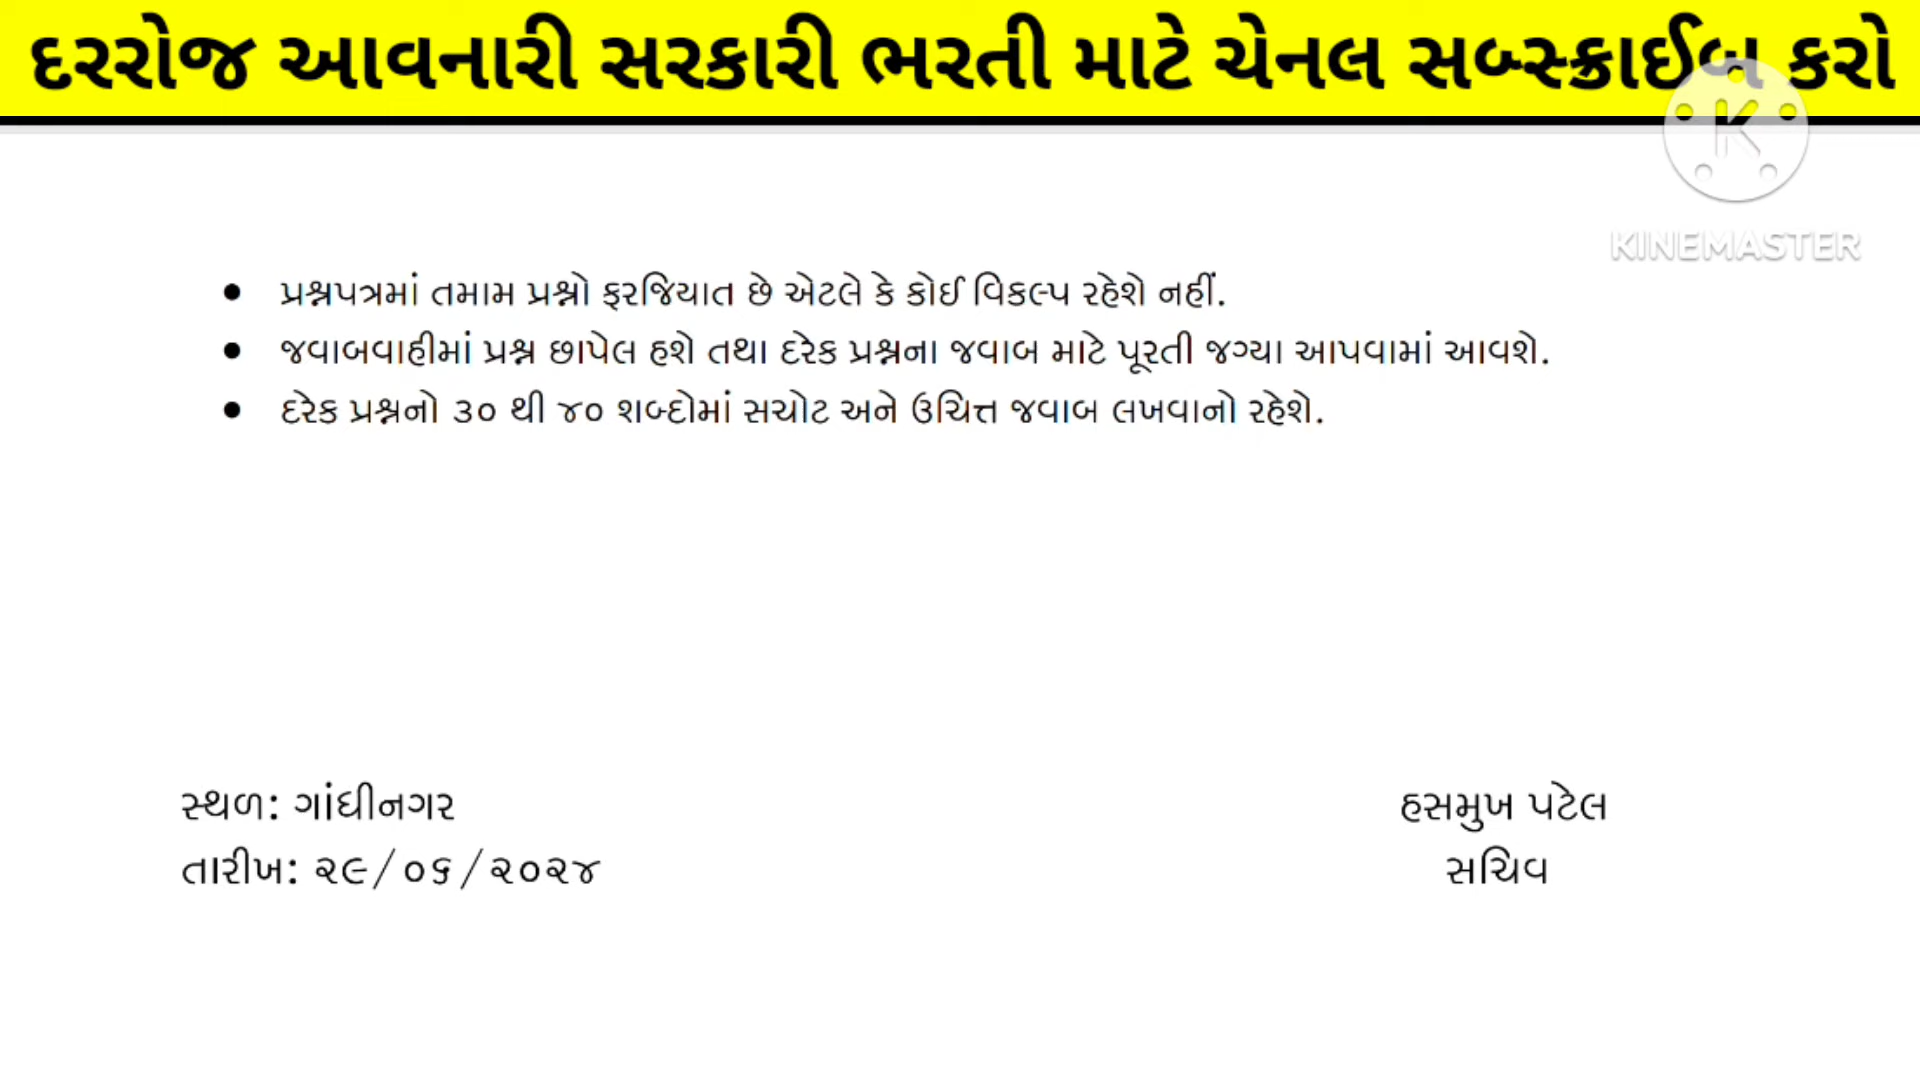 દરરોજ આવનારી સરકારી ભરતી માટે ચેનલ સબ્સ્ક્રાઈબ કરો
K
KINEMASTER
● પ્રશ્નપત્રમાં તમામ પ્રશ્નો ફરજિયાત છે એટલે કે કોઈ વિકલ્પ રહેશે નહીં.
● જવાબવાહીમાં પ્રશ્ન છાપેલ હશે તથા દરેક પ્રશ્નના જવાબ માટે પૂરતી જગ્યા આપવામાં આવશે.
● દરેક પ્રશ્નનો ૩૦ થી ૪૦ શબ્દોમાં સચોટ અને ઉચિત્ત જવાબ લખવાનો રહેશે.
સ્થળ: ગાંધીનગર
તારીખ: ૨૯/૦૬/૨૦૨૪
હસમુખ પટેલ
સચિવ